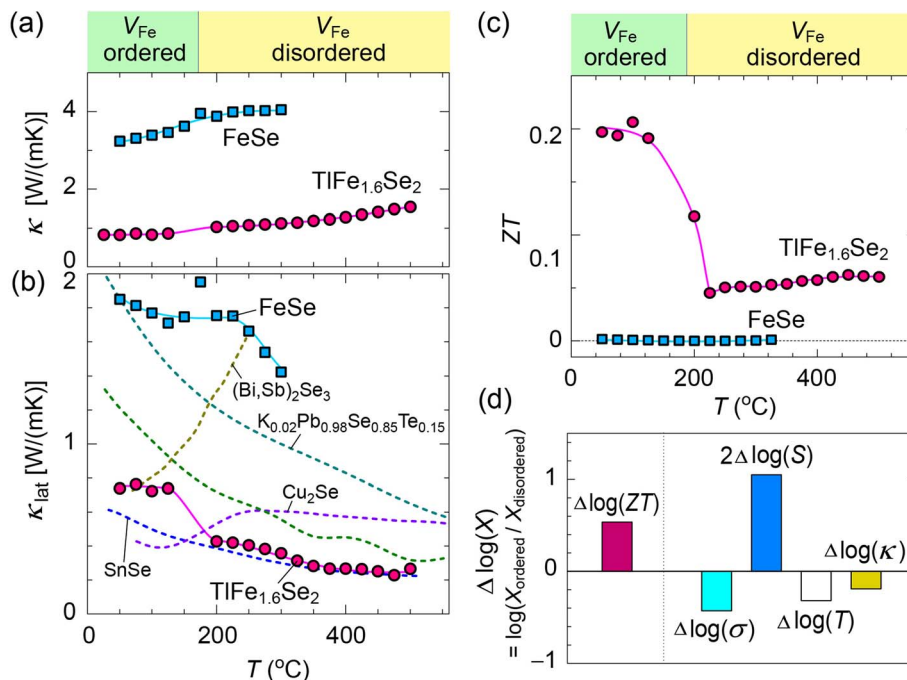 (a)
V_Fe ordered
V_Fe disordered
κ [W/(mK)]
4
2
0
FeSe
TlFe₁.₆Se₂
(b)
κ_lat [W/(mK)]
2
1
0
FeSe
(Bi,Sb)₂Se₃
K₀.₀₂Pb₀.₉₈Se₀.₈₅Te₀.₁₅
Cu₂Se
SnSe
TlFe₁.₆Se₂
0 200 400
T (°C)
(c)
V_Fe ordered
V_Fe disordered
ZT
0.2
0.1
0
TlFe₁.₆Se₂
FeSe
0 200 400
T (°C)
(d)
Δ log(X)
= log(X_ordered / X_disordered)
1
0
−1
Δlog(ZT)
2Δlog(S)
Δlog(σ)
Δlog(T)
Δlog(κ)